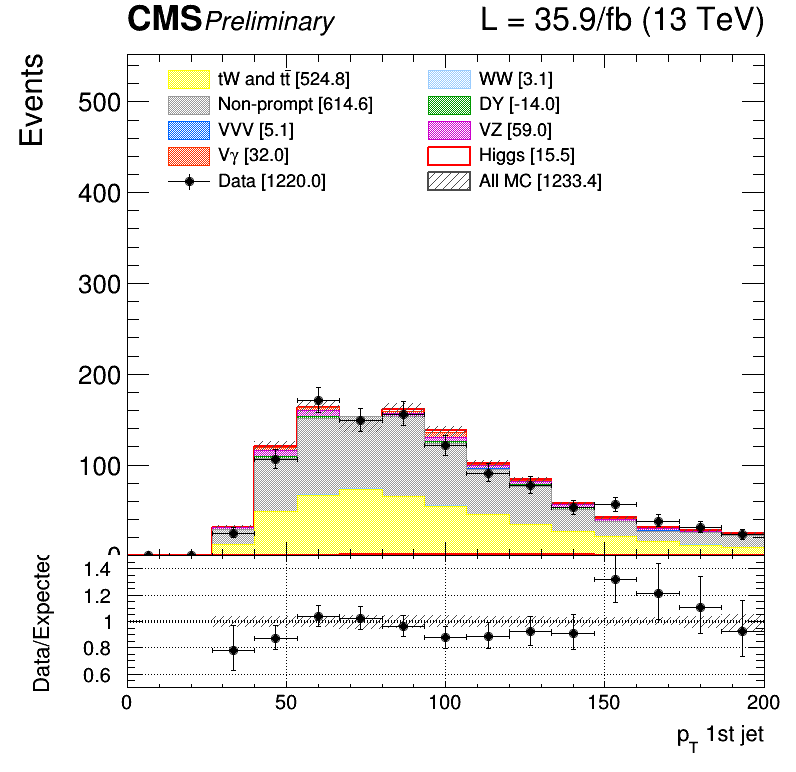 CMS Preliminary L = 35.9/fb (13 TeV)
Events
tW and tt̄ [524.8]
Non-prompt [614.6]
VVV [5.1]
Vγ [32.0]
Data [1220.0]
WW [3.1]
DY [-14.0]
VZ [59.0]
Higgs [15.5]
All MC [1233.4]
500
400
300
200
100
0
Data/Expected
1.4
1.2
1
0.8
0.6
0 50 100 150 200
p_T 1st jet